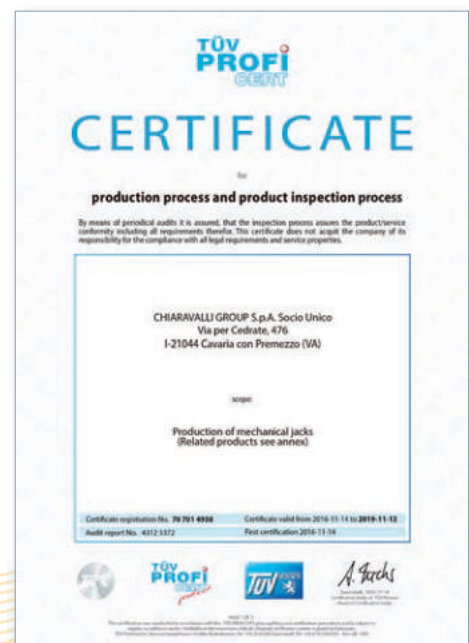 TÜV
PROFi
CERT
CERTIFICATE
for
production process and product inspection process
By means of periodical audits it is assured, that the inspection process assures the product/service
conformity including all requirements therefor. This certificate does not acquit the company of its
responsibility for the compliance with all legal requirements and service properties.
CHIARAVALLI GROUP S.p.A. Socio Unico
Via per Cedrate, 476
I-21044 Cavaria con Premezzo (VA)
scope:
Production of mechanical jacks
(Related products see annex)
Certificate registration No. 70 701 4930
Certificate valid from 2016-11-14 to 2019-11-13
Audit report No. 4312 5372
First certification 2016-11-14
TÜV
PROFi
CERT
TÜV
HESSEN